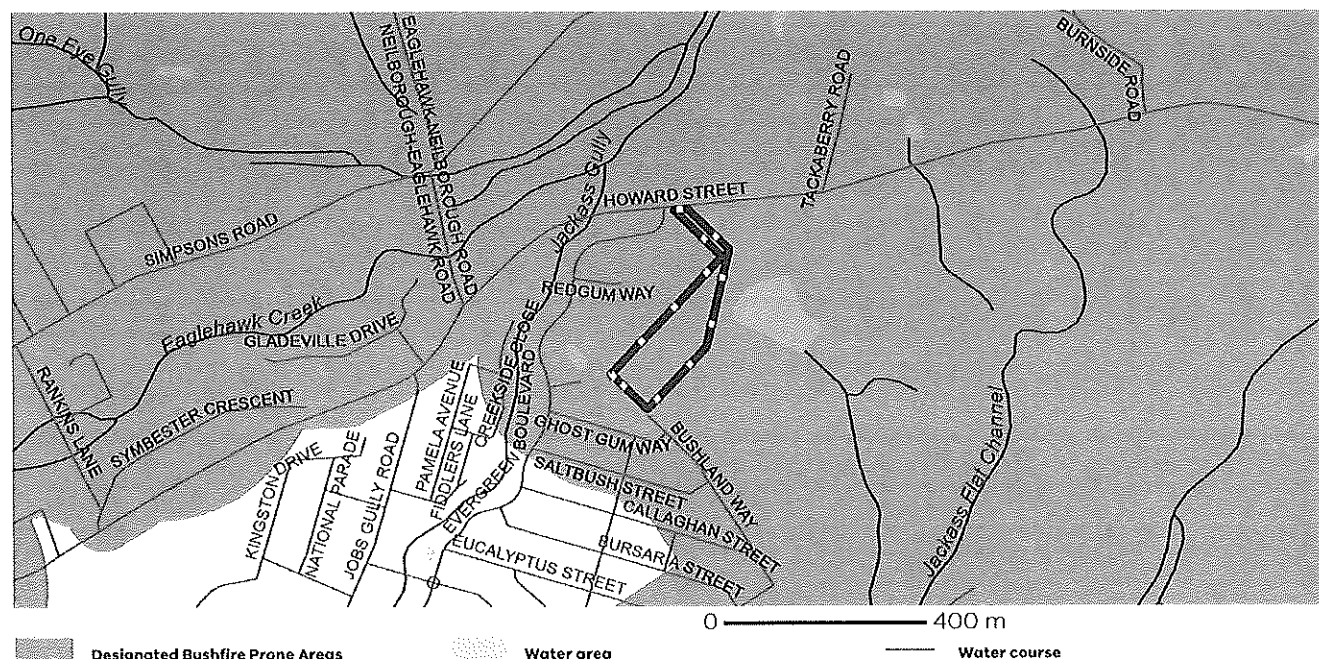 One Eye Gully
EAGLEHAWK-NEILBOROUGH ROAD
NEILBOROUGH-EAGLEHAWK ROAD
BURNSIDE ROAD
TACKABERRY ROAD
Jackass Gully
HOWARD STREET
SIMPSONS ROAD
REDGUM WAY
Eaglehawk Creek
GLADEVILLE DRIVE
RANKINS LANE
SYMBESTER CRESCENT
PAMELA AVENUE
FIDDLERS LANE
CREEKSIDE CLOSE
EVERGREEN BOULEVARD
GHOST GUM WAY
BUSHLAND WAY
SALTBUSH STREET
CALLAGHAN STREET
KINGSTON DRIVE
NATIONAL PARADE
JOBS GULLY ROAD
BURSARIA STREET
EUCALYPTUS STREET
Jackass Flat Channel
0 400 m
Designated Bushfire Prone Areas
Water area
Water course